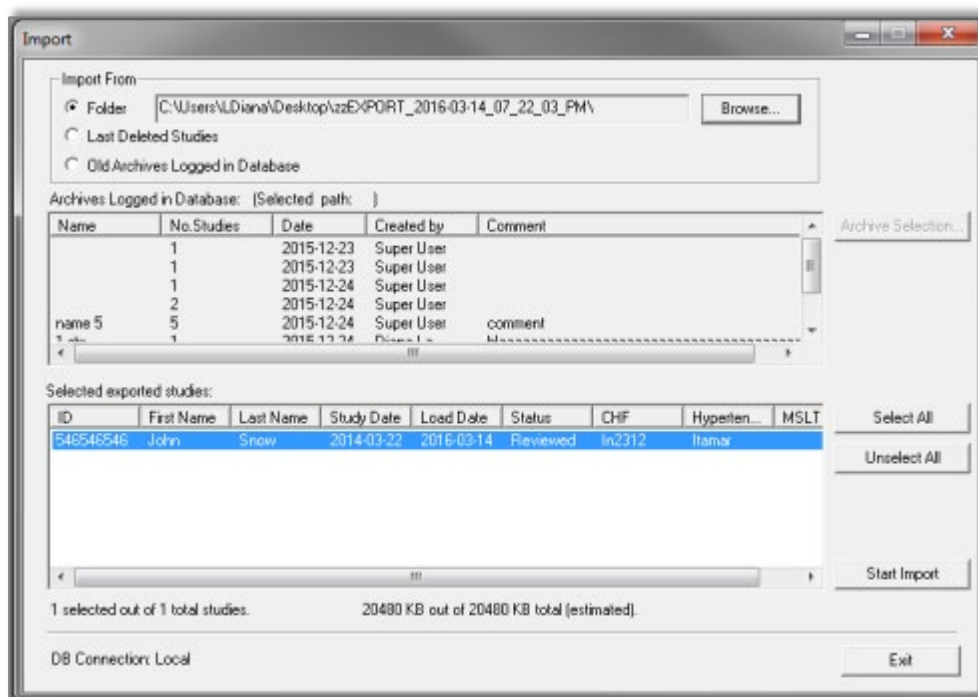 Import
Import From
Folder C:\Users\LDiana\Desktop\zzEXPORT_2016-03-14_07_22_03_PM\ Browse...
Last Deleted Studies
Old Archives Logged in Database
Archives Logged in Database: (Selected path: )
Name No.Studies Date Created by Comment Archive Selection...
1 2015-12-23 Super User
1 2015-12-23 Super User
1 2015-12-24 Super User
2 2015-12-24 Super User
name 5 5 2015-12-24 Super User comment
1 2015-12-24
Selected exported studies:
ID First Name Last Name Study Date Load Date Status CHF Hyperten... MSLT Select All
546546546 John Snow 2014-03-22 2016-03-14 Reviewed In2312 Itamar
Unselect All
Start Import
1 selected out of 1 total studies. 20480 KB out of 20480 KB total (estimated).
DB Connection: Local Exit